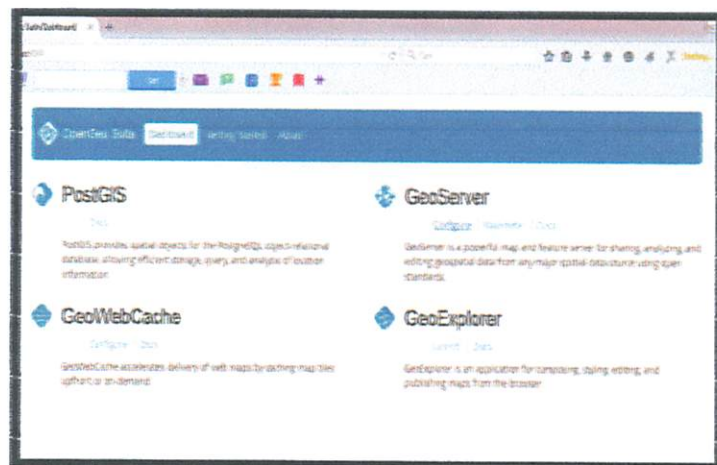 OpenGeo Suite Dashboard Getting Started About
PostGIS
Docs
PostGIS provides spatial objects for the PostgreSQL object-relational
database, allowing efficient storage, query, and analysis of location
information.
GeoServer
Configure Docs
GeoServer is a powerful map and feature server for sharing, analyzing, and
editing geospatial data from any major spatial data source using open
standards.
GeoWebCache
Configure Docs
GeoWebCache accelerates delivery of web maps by caching map tiles
upfront or on-demand.
GeoExplorer
Launch Docs
GeoExplorer is an application for composing, styling, editing, and
publishing maps from the browser.